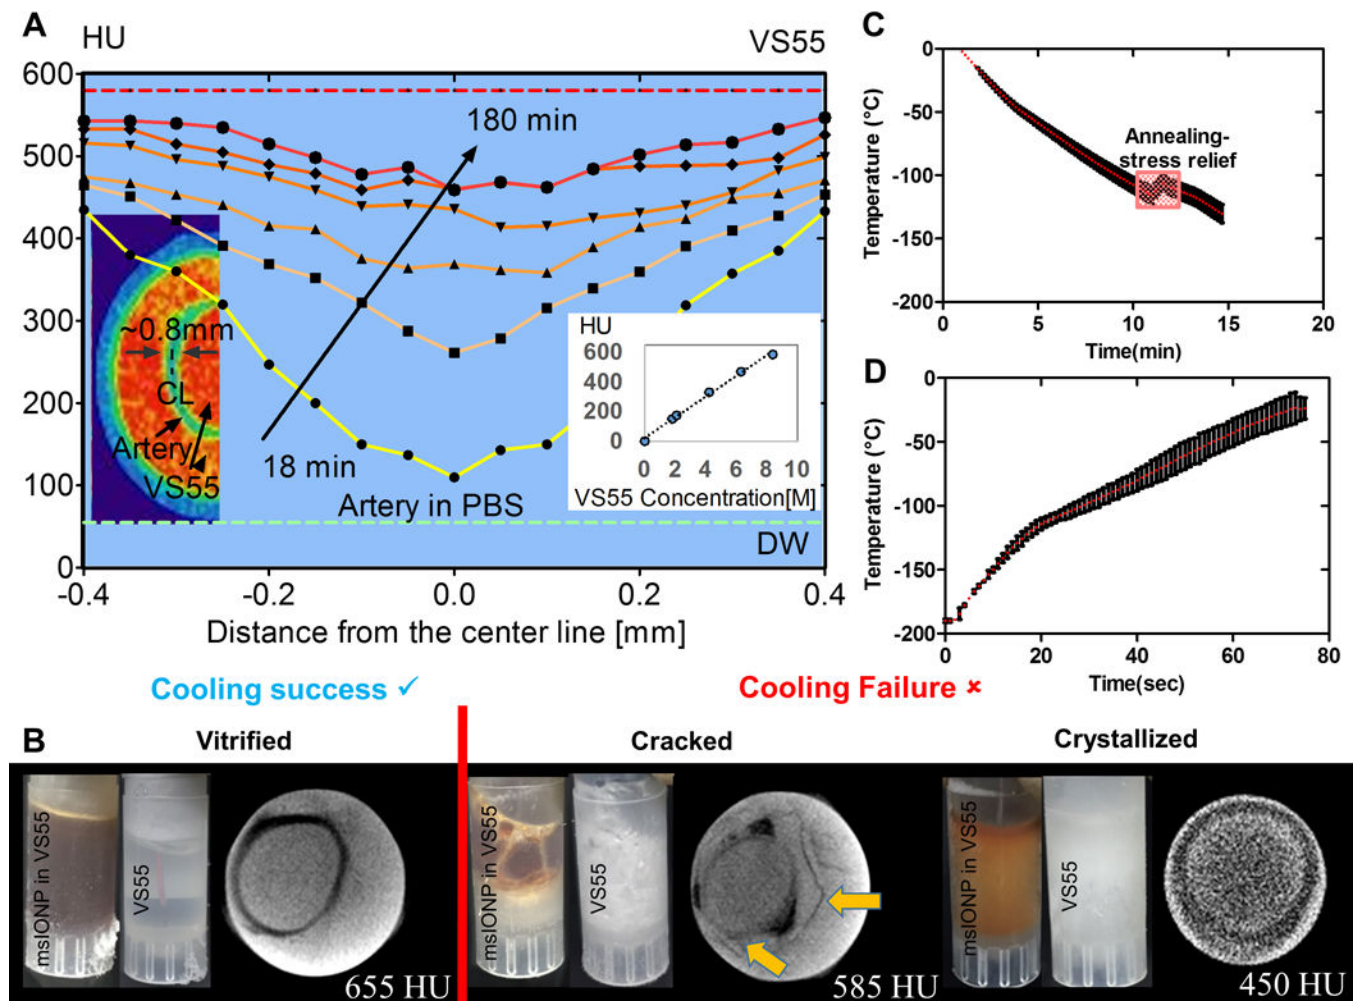 A
HU
VS55
600
500
400
300
200
100
0
180 min
~0.8mm
CL
Artery
VS55
18 min
Artery in PBS
DW
HU
600
400
200
0
0 2 4 6 8 10
VS55 Concentration[M]
-0.4 -0.2 0.0 0.2 0.4
Distance from the center line [mm]
C
Temperature (°C)
0
-50
-100
-150
-200
Annealing-
stress relief
0 5 10 15 20
Time(min)
D
Temperature (°C)
0
-50
-100
-150
-200
0 20 40 60 80
Time(sec)
Cooling success ✓
Cooling Failure ✘
B
Vitrified
Cracked
Crystallized
msIONP in VS55
VS55
655 HU
msIONP in VS55
VS55
585 HU
msIONP in VS55
VS55
450 HU